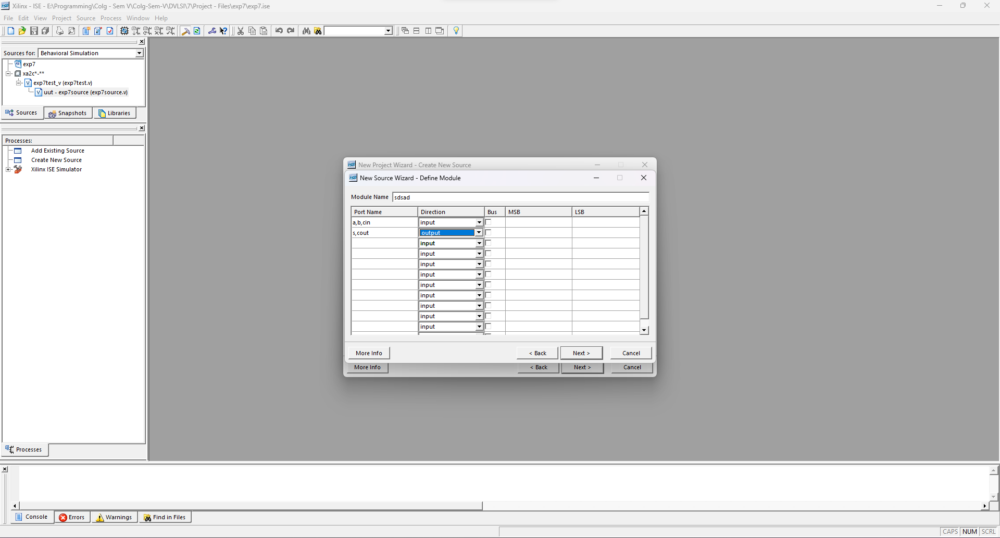 Xilinx - ISE - E:\Programming\Colg - Sem V\Colg-Sem-V\DVLSI\7\Project - Files\exp7\exp7.ise
File Edit View Project Source Process Window Help
Sources for: Behavioral Simulation
exp7
xa2c*-**
exp7test_v (exp7test.v)
uut - exp7source (exp7source.v)
Sources Snapshots Libraries
Processes:
Add Existing Source
Create New Source
Xilinx ISE Simulator
Processes
New Project Wizard - Create New Source
New Source Wizard - Define Module
Module Name sdsad
Port Name Direction Bus MSB LSB
a,b,cin input
s,cout output
input
input
input
input
input
input
input
input
input
More Info < Back Next > Cancel
More Info < Back Next > Cancel
Console Errors Warnings Find in Files
CAPS NUM SCRL